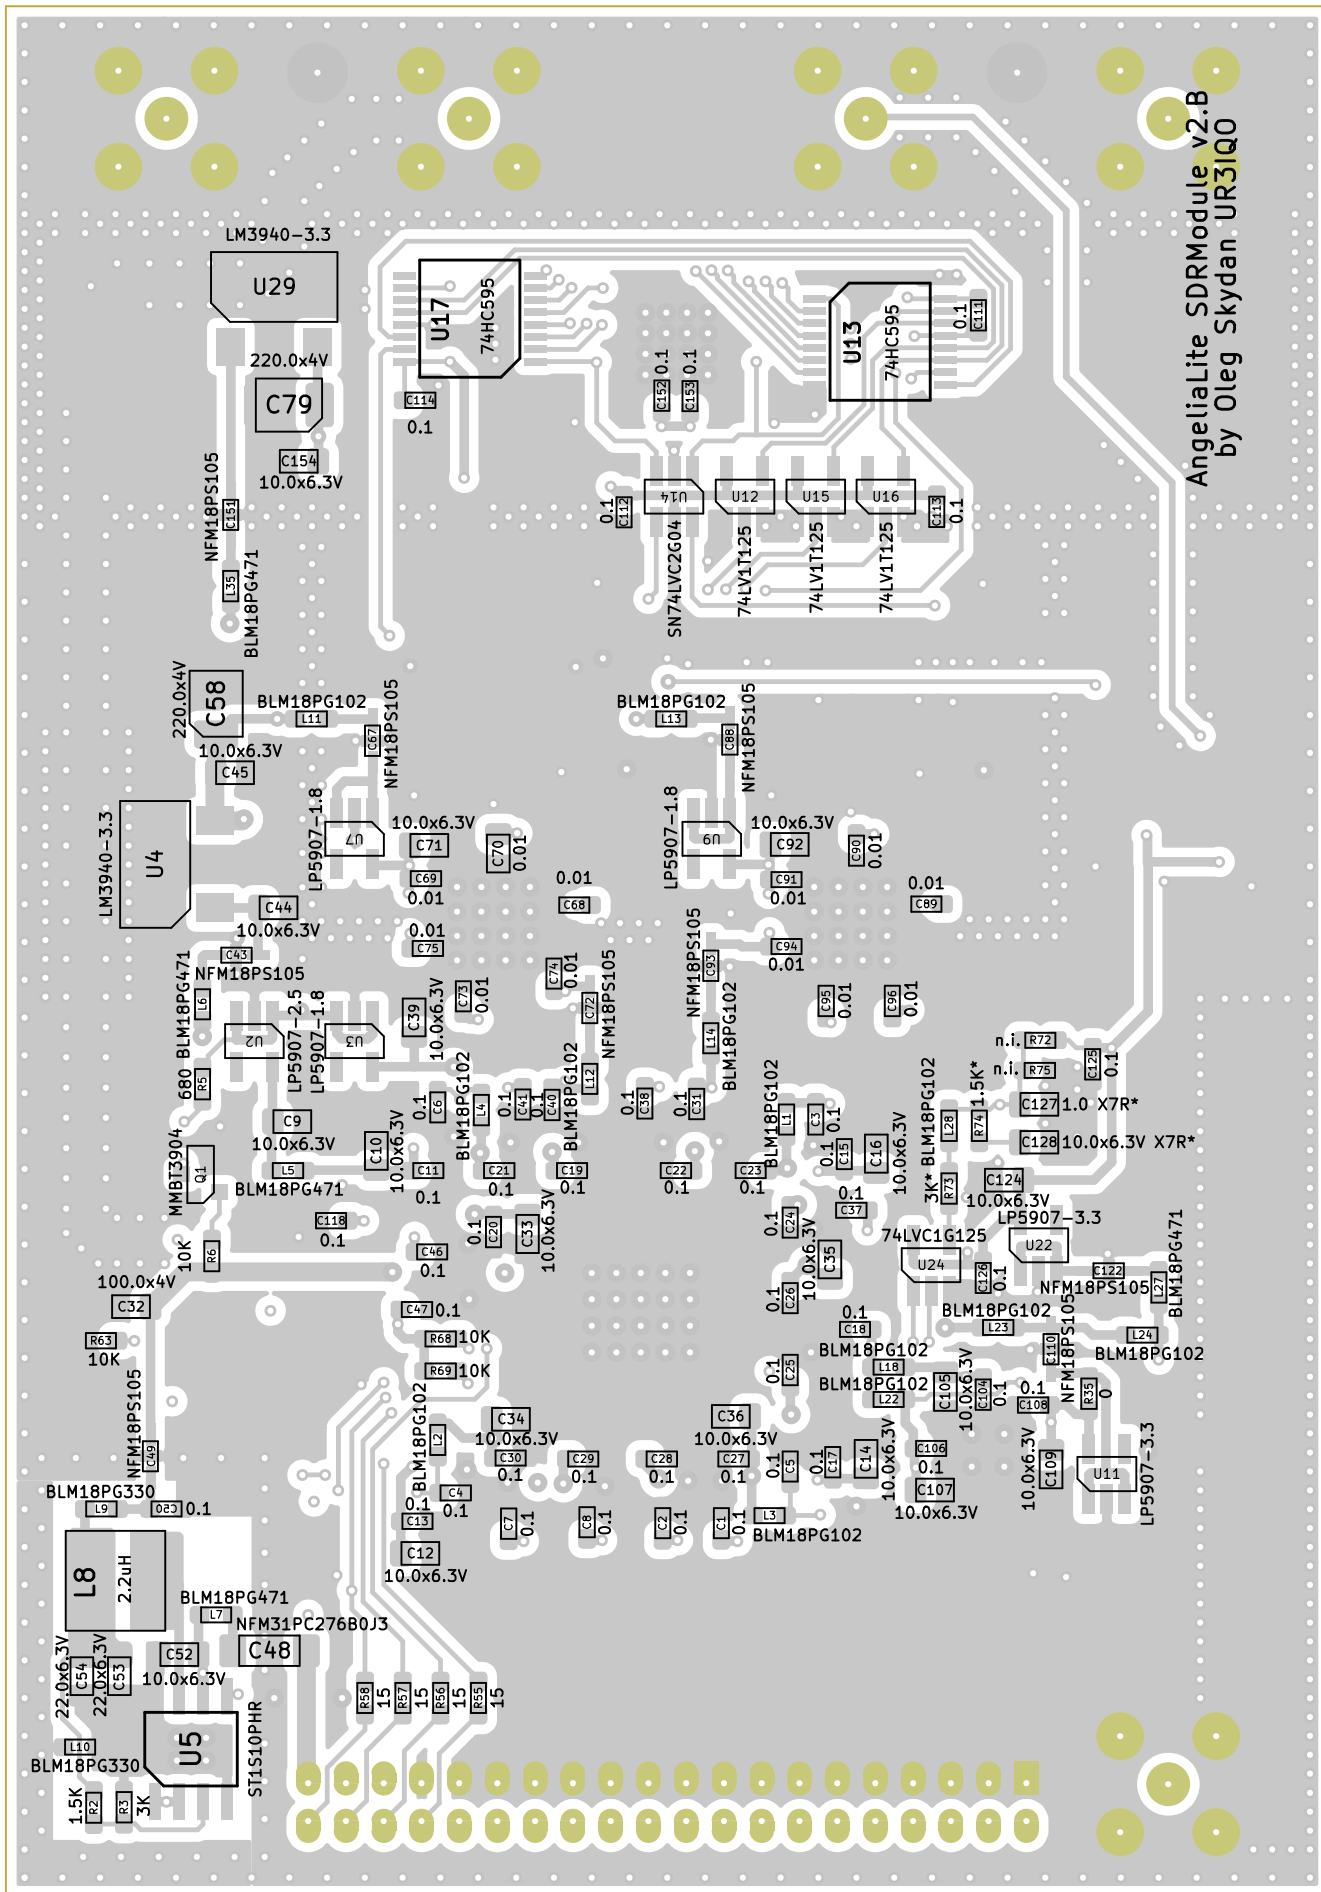 AngeliaLite SDRModule v2.B
by Oleg Skydan UR3IQO
LM3940-3.3
U29
220.0x4V
C79
C154
10.0x6.3V
NFM18PS105
C151
L35
BLM18PG471
U17
74HC595
C114
0.1
U13
74HC595
0.1
C111
C152
0.1
C153
0.1
0.1
C112
U14
SN74LVC2G04
U12
74LV1T125
U15
74LV1T125
U16
74LV1T125
C113
0.1
220.0x4V
C58
BLM18PG102
L11
C67
NFM18PS105
10.0x6.3V
C45
BLM18PG102
L13
C88
NFM18PS105
LM3940-3.3
U4
LP5907-1.8
U7
10.0x6.3V
C71
C69
0.01
C70
0.01
LP5907-1.8
U9
10.0x6.3V
C92
C91
0.01
C90
0.01
C44
10.0x6.3V
0.01
C68
0.01
C89
C43
NFM18PS105
0.01
C75
NFM18PS105
C93
C94
0.01
BLM18PG471
L6
C39
10.0x6.3V
C73
0.01
C74
0.01
C72
NFM18PS105
C95
0.01
C96
0.01
U2
LP5907-2.5
LP5907-1.8
U3
L14
BLM18PG102
n.i.
R72
C125
0.1
n.i.
R75
680
R5
0.1
C6
BLM18PG102
L4
0.1
C41
0.1
C40
L12
BLM18PG102
0.1
C38
0.1
C31
BLM18PG102
L1
C3
0.1
BLM18PG102
L28
R74
1.5K*
C127
1.0 X7R*
C9
10.0x6.3V
C128
10.0x6.3V X7R*
MMBT3904
Q1
L5
BLM18PG471
C10
10.0x6.3V
C11
0.1
C21
0.1
C19
0.1
C22
0.1
C23
0.1
0.1
C15
C16
10.0x6.3V
3K*
R73
C124
10.0x6.3V
C118
0.1
0.1
C20
C33
10.0x6.3V
0.1
C24
0.1
C37
10K
R6
C46
0.1
10.0x6.3V
C35
74LVC1G125
U24
LP5907-3.3
U22
C126
0.1
C122
NFM18PS105
L27
BLM18PG471
100.0x4V
C32
C47
0.1
0.1
C26
0.1
C18
BLM18PG102
L23
R63
10K
R68
10K
R69
10K
C110
NFM18PS105
L24
BLM18PG102
BLM18PG102
L18
BLM18PG102
L22
0.1
C25
C105
10.0x6.3V
C104
0.1
0.1
C108
R35
0
NFM18PS105
C49
BLM18PG102
L2
C34
10.0x6.3V
C30
0.1
C29
0.1
C28
0.1
C36
10.0x6.3V
C27
0.1
0.1
C5
0.1
C17
C14
10.0x6.3V
C106
0.1
C107
10.0x6.3V
10.0x6.3V
C109
U11
LP5907-3.3
BLM18PG330
L9
C50
0.1
C4
0.1
0.1
C13
C12
10.0x6.3V
C7
0.1
C8
0.1
C2
0.1
C1
0.1
L3
BLM18PG102
L8
2.2uH
BLM18PG471
L7
NFM31PC276B0J3
C48
C52
10.0x6.3V
22.0x6.3V
C54
22.0x6.3V
C53
R58
15
R57
15
R56
15
R55
15
U5
ST1S10PHR
L10
BLM18PG330
1.5K
R2
R3
3K